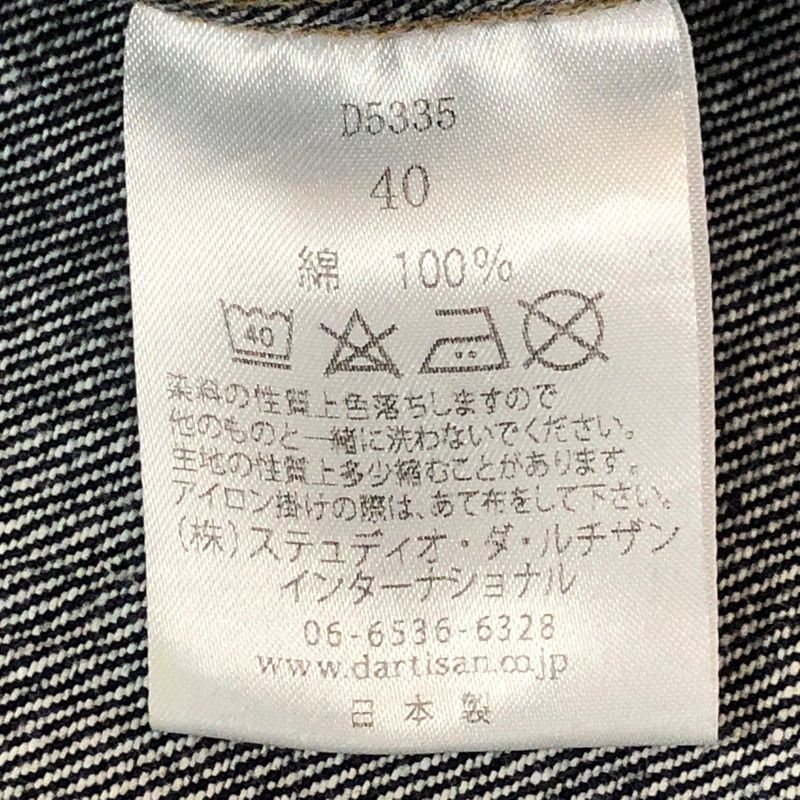 D5335
40
綿 100%
40
染料の性質上色落ちしますので
他のものと一緒に洗わないでください。
生地の性質上多少縮むことがあります。
アイロン掛けの際は、あて布をして下さい。
(株)ステュディオ・ダ・ルチザン
インターナショナル
06-6536-6328
www.dartisan.co.jp
日本製